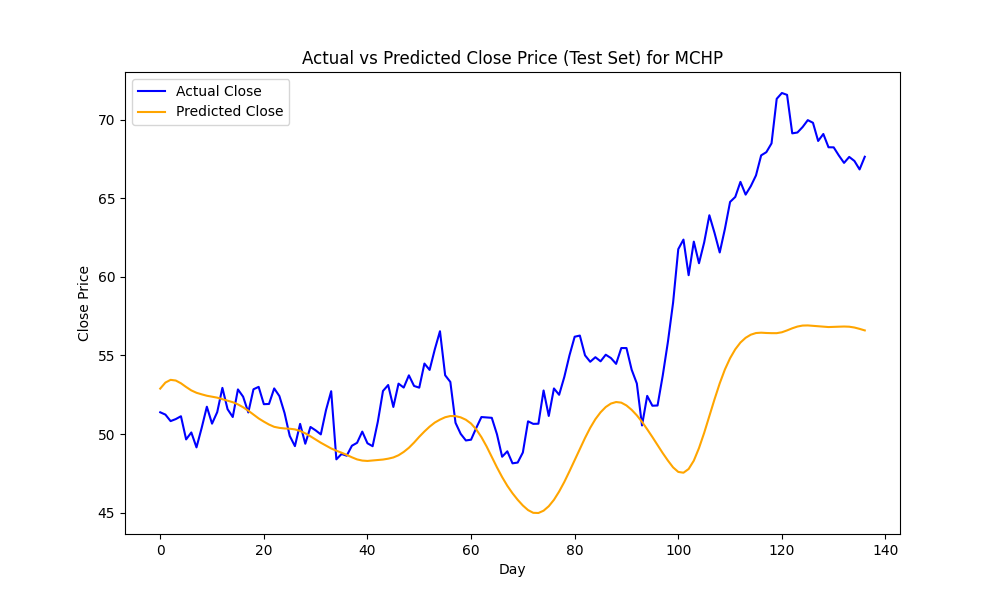 Actual vs Predicted Close Price (Test Set) for MCHP
Actual Close
Predicted Close
Close Price
70
65
60
55
50
45
0 20 40 60 80 100 120 140
Day